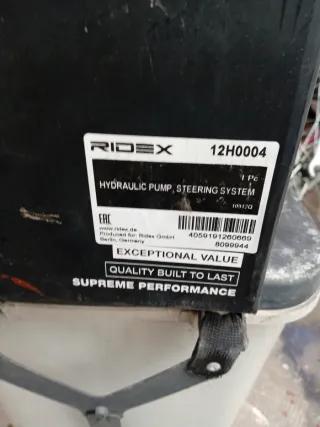 RIDEX 12H0004
1 Pc
HYDRAULIC PUMP, STEERING SYSTEM
EAC
www.ridex.de
Produced for: Ridex GmbH
Berlin, Germany
4059191260669
8099944
EXCEPTIONAL VALUE
QUALITY BUILT TO LAST
SUPREME PERFORMANCE